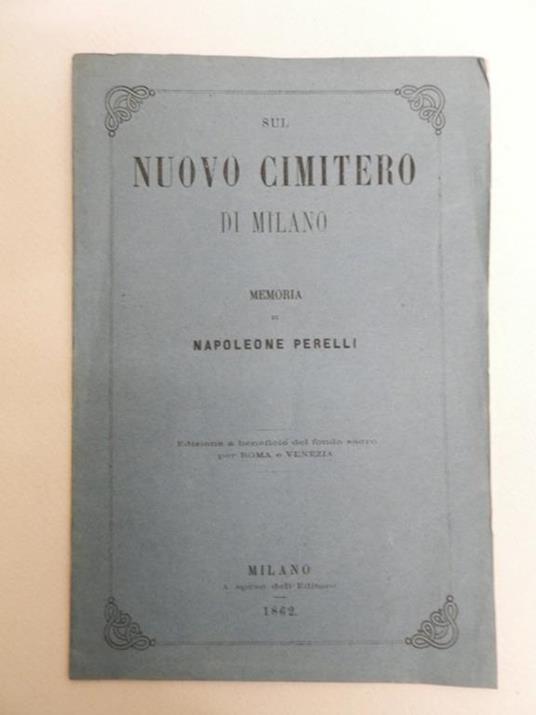 SUL
NUOVO CIMITERO
DI MILANO
MEMORIA
DI
NAPOLEONE PERELLI
Edizione a beneficio del fondo sacro
per ROMA e VENEZIA
MILANO
A spese dell'Editore
1862.